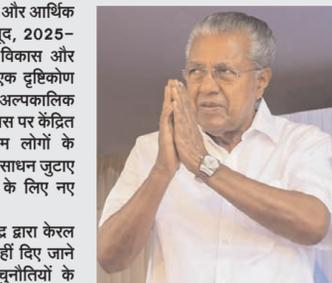 और आर्थिक
द, 2025-
विकास और
एक दृष्टिकोण
अल्पकालिक
स पर केंद्रित
म लोगों के
साधन जुटाए
के लिए नए
द्र द्वारा केरल
हीं दिए जाने
चुनौतियों के